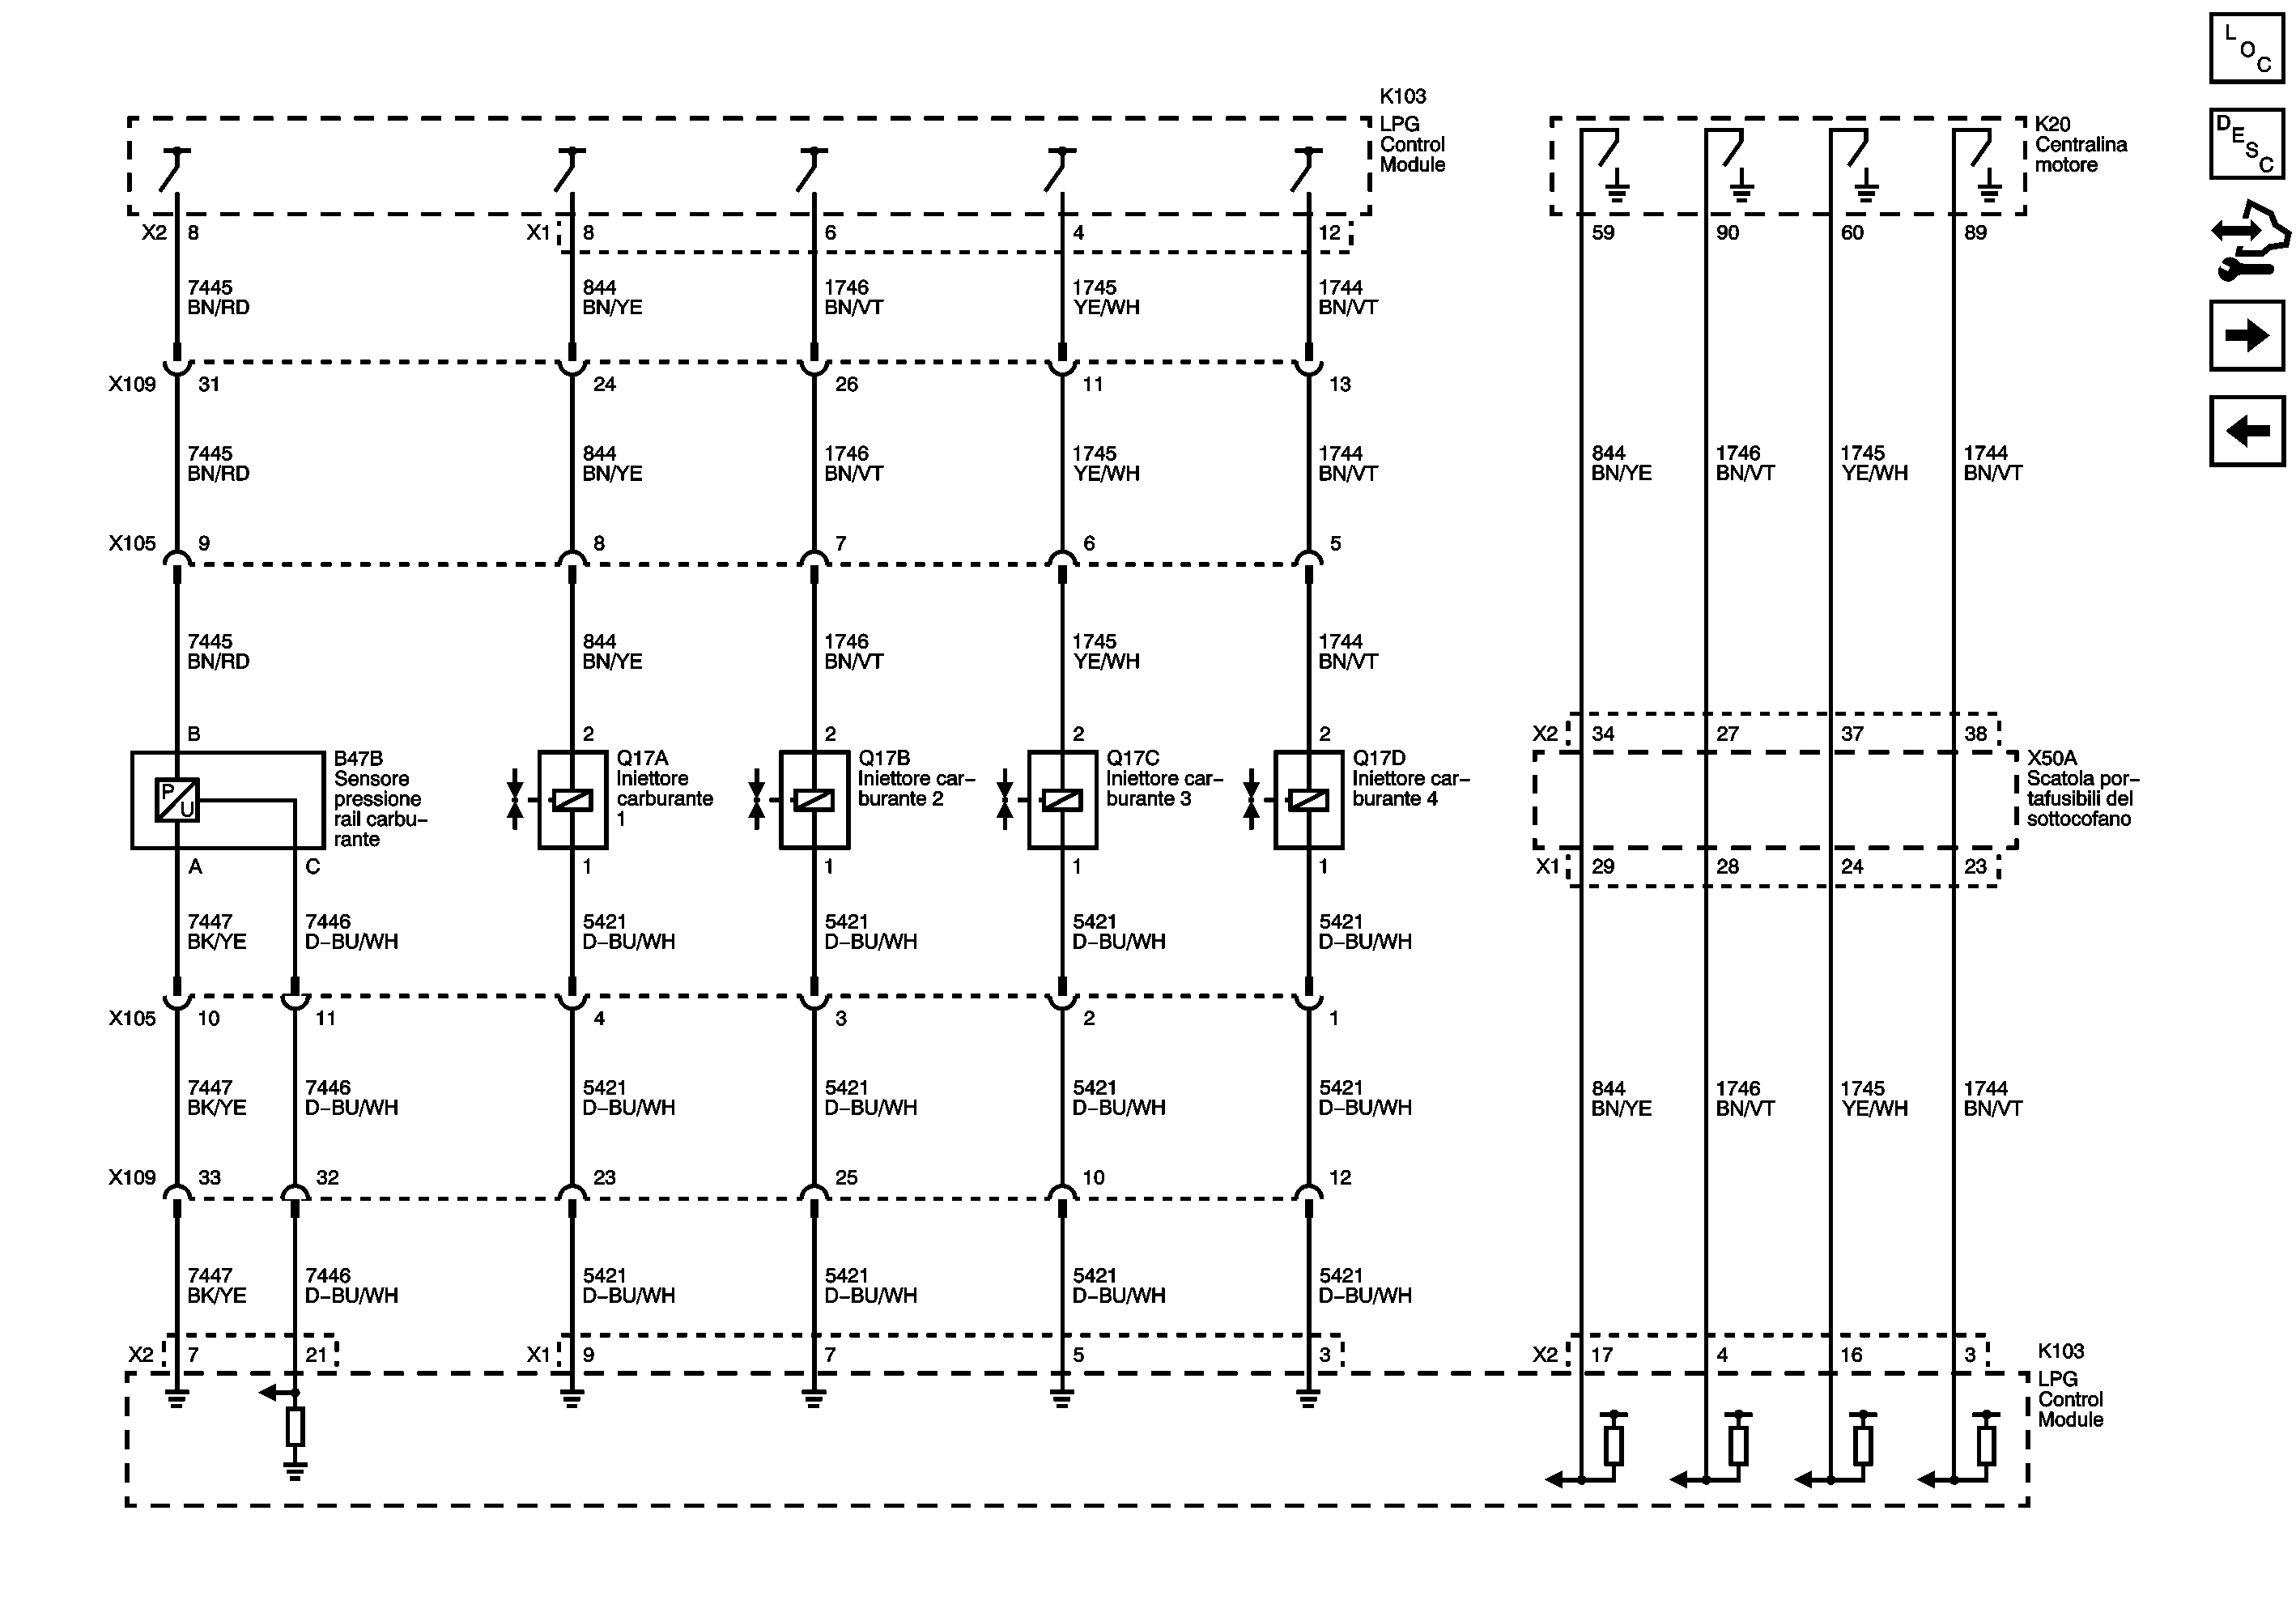 L
O
C
K103
LPG
Control
Module
K20
Centralina
motore
D
E
S
C
X2 8 X1 8 6 4 12 59 90 60 89
7445 844 1746 1745 1744
BN/RD BN/YE BN/VT YE/WH BN/VT
X109 31 24 26 11 13
7445 844 1746 1745 1744 844 1746 1745 1744
BN/RD BN/YE BN/VT YE/WH BN/VT BN/YE BN/VT YE/WH BN/VT
X105 9 8 7 6 5
7445 844 1746 1745 1744
BN/RD BN/YE BN/VT YE/WH BN/VT
B 2 2 2 2 X2 34 27 37 38
P
U
B47B
Sensore
pressione
rail carbu–
rante
Q17A
Iniettore
carburante
1
Q17B
Iniettore car–
burante 2
Q17C
Iniettore car–
burante 3
Q17D
Iniettore car–
burante 4
X50A
Scatola por–
tafusibili del
sottocofano
A C 1 1 1 1 X1 29 28 24 23
7447 7446 5421 5421 5421 5421
BK/YE D–BU/WH D–BU/WH D–BU/WH D–BU/WH D–BU/WH
X105 10 11 4 3 2 1
7447 7446 5421 5421 5421 5421 844 1746 1745 1744
BK/YE D–BU/WH D–BU/WH D–BU/WH D–BU/WH D–BU/WH BN/YE BN/VT YE/WH BN/VT
X109 33 32 23 25 10 12
7447 7446 5421 5421 5421 5421
BK/YE D–BU/WH D–BU/WH D–BU/WH D–BU/WH D–BU/WH
X2 7 21 X1 9 7 5 3 X2 17 4 16 3
K103
LPG
Control
Module